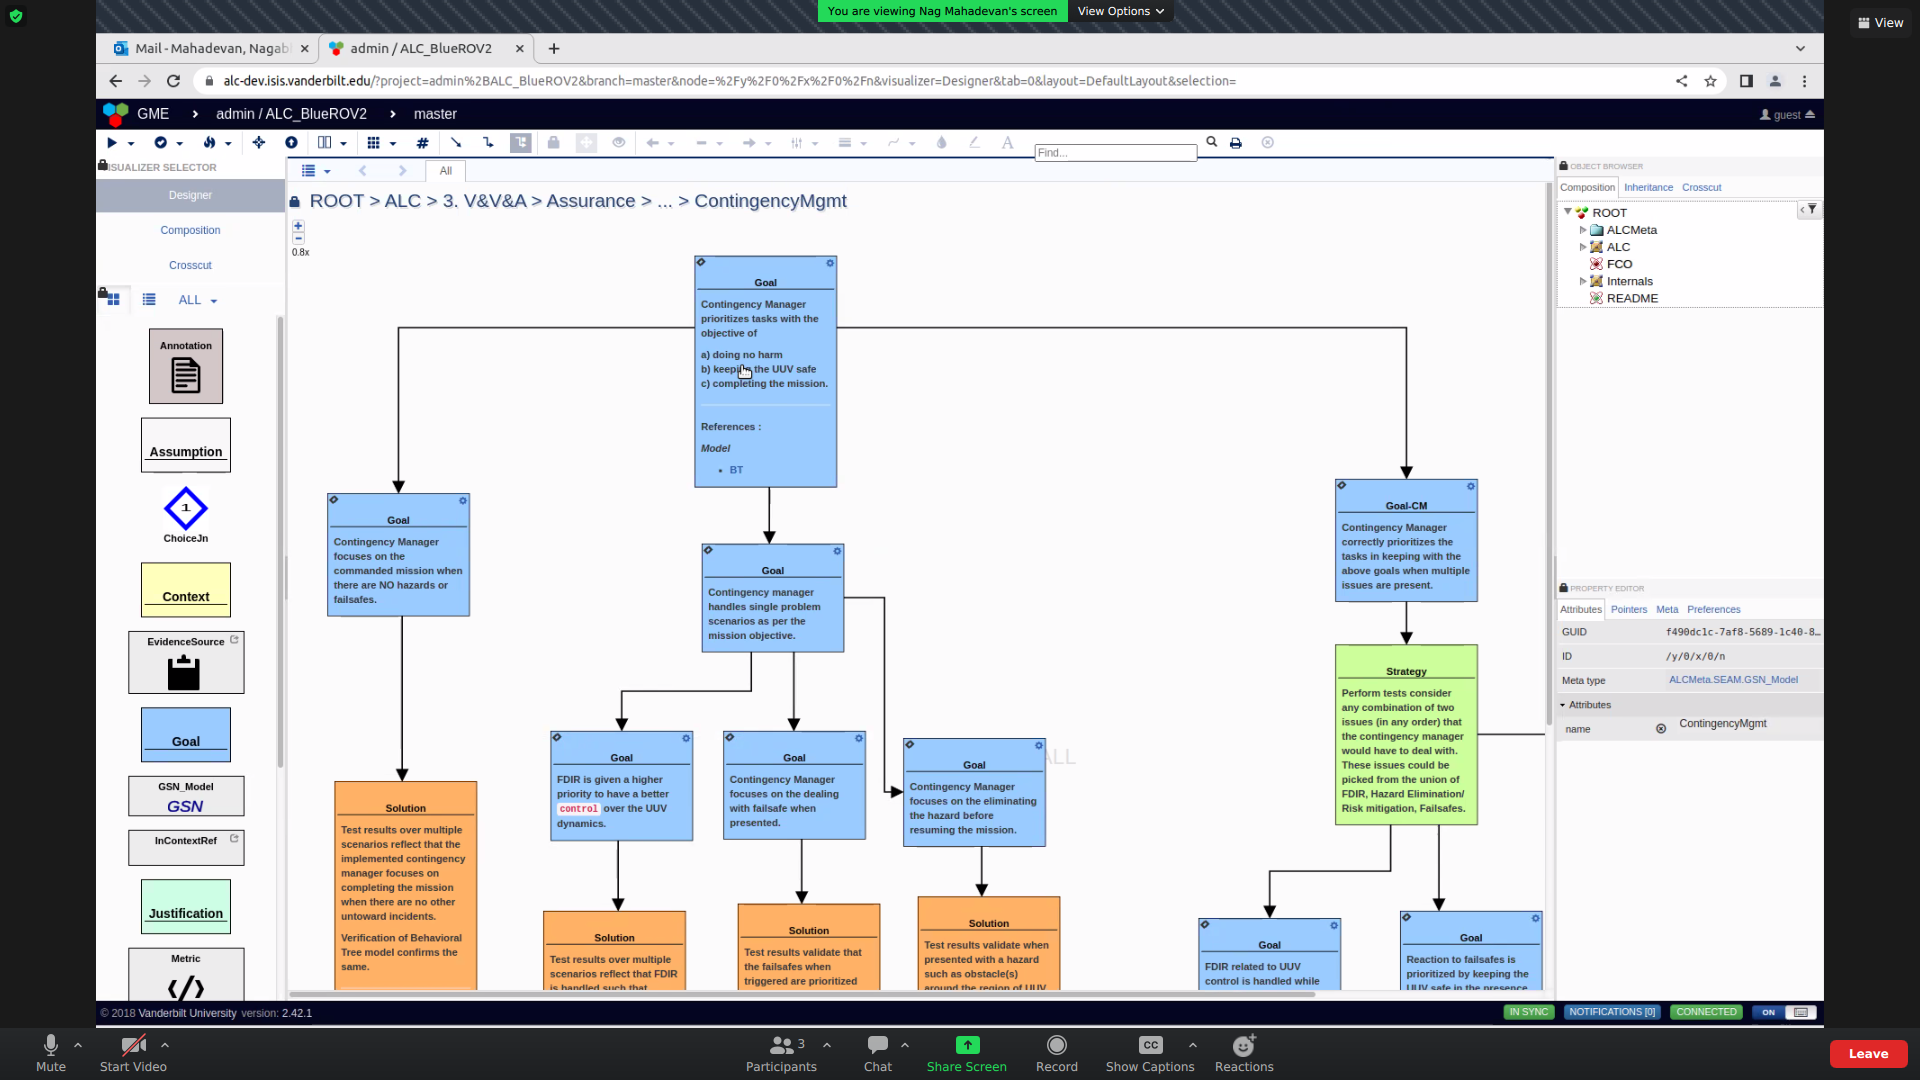 You are viewing Nag Mahadevan's screen
View Options
View
Mail - Mahadevan, Nagabl
admin / ALC_BlueROV2
alc-dev.isis.vanderbilt.edu/?project=admin%2BALC_BlueROV2&branch=master&node=%2Fy%2F0%2Fx%2F0%2Fn&visualizer=Designer&tab=0&layout=DefaultLayout&selection=
GME > admin / ALC_BlueROV2 > master
guest
Find...
VISUALIZER SELECTOR
Designer
Composition
Crosscut
ALL
Annotation
Assumption
1
ChoiceJn
Context
EvidenceSource
Goal
GSN_Model
GSN
InContextRef
Justification
Metric
</>
All
ROOT > ALC > 3. V&V&A > Assurance > ... > ContingencyMgmt
+
−
0.8x
Goal
Contingency Manager
prioritizes tasks with the
objective of
a) doing no harm
b) keeping the UUV safe
c) completing the mission.
References :
Model
• BT
Goal
Contingency Manager
focuses on the
commanded mission when
there are NO hazards or
failsafes.
Solution
Test results over multiple
scenarios reflect that the
implemented contingency
manager focuses on
completing the mission
when there are no other
untoward incidents.
Verification of Behavioral
Tree model confirms the
same.
Goal
Contingency manager
handles single problem
scenarios as per the
mission objective.
Goal
FDIR is given a higher
priority to have a better
control over the UUV
dynamics.
Solution
Test results over multiple
scenarios reflect that FDIR
is handled such that
Goal
Contingency Manager
focuses on the dealing
with failsafe when
presented.
Solution
Test results validate that
the failsafes when
triggered are prioritized
Goal
Contingency Manager
focuses on the eliminating
the hazard before
resuming the mission.
ALL
Solution
Test results validate when
presented with a hazard
such as obstacle(s)
around the region of UUV
Goal-CM
Contingency Manager
correctly prioritizes the
tasks in keeping with the
above goals when multiple
issues are present.
Strategy
Perform tests consider
any combination of two
issues (in any order) that
the contingency manager
would have to deal with.
These issues could be
picked from the union of
FDIR, Hazard Elimination/
Risk mitigation, Failsafes.
Goal
FDIR related to UUV
control is handled while
Goal
Reaction to failsafes is
prioritized by keeping the
UUV safe in the presence
OBJECT BROWSER
Composition
Inheritance
Crosscut
ROOT
ALCMeta
ALC
FCO
Internals
README
PROPERTY EDITOR
Attributes
Pointers
Meta
Preferences
GUID f490dc1c-7af8-5689-1c40-8…
ID /y/0/x/0/n
Meta type ALCMeta.SEAM.GSN_Model
Attributes
name ContingencyMgmt
© 2018 Vanderbilt University version: 2.42.1
IN SYNC
NOTIFICATIONS [0]
CONNECTED
ON
Mute
Start Video
3
Participants
Chat
Share Screen
Record
CC
Show Captions
Reactions
Leave